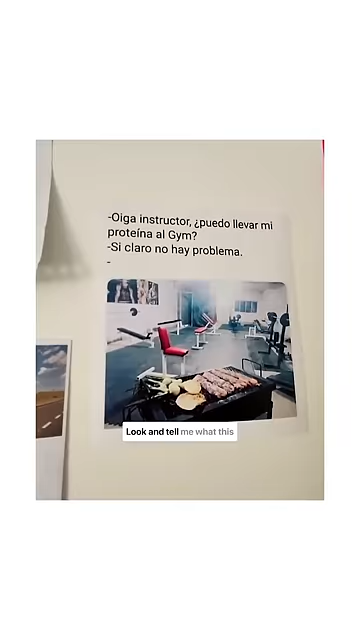 -Oiga instructor, ¿puedo llevar mi
proteína al Gym?
-Si claro no hay problema.
-
Look and tell me what this